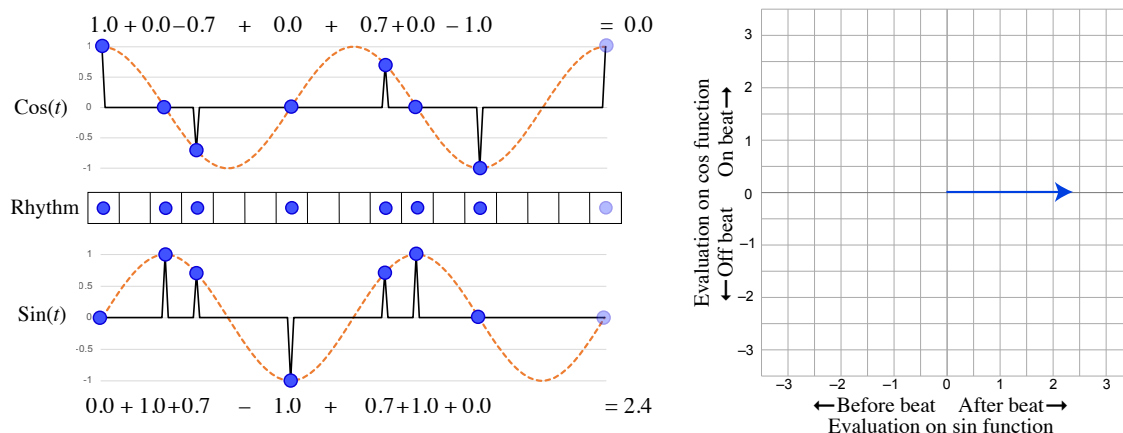 1.0 + 0.0 – 0.7 + 0.0 + 0.7 + 0.0 - 1.0 = 0.0
1
0.5
Cos(t)
0
-0.5
-1
Rhythm
1
0.5
Sin(t)
0
-0.5
-1
0.0 + 1.0 + 0.7 - 1.0 + 0.7 + 1.0 + 0.0 = 2.4
Evaluation on cos function
←Off beat On beat→
3
2
1
0
–1
–2
–3
–3 –2 –1 0 1 2 3
←Before beat After beat→
Evaluation on sin function